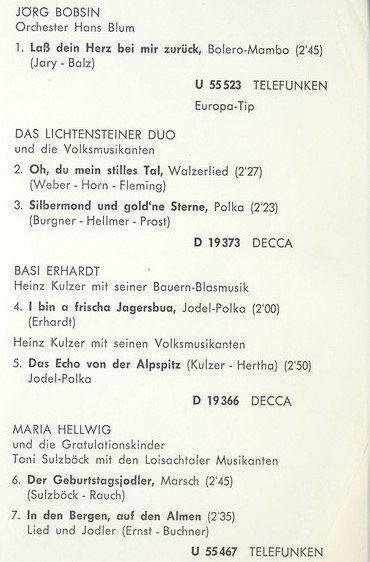 JÖRG BOBSIN
Orchester Hans Blum
1. Laß dein Herz bei mir zurück, Bolero-Mambo (2'45)
(Jary - Balz)
U 55 523 TELEFUNKEN
Europa-Tip
DAS LICHTENSTEINER DUO
und die Volksmusikanten
2. Oh, du mein stilles Tal, Walzerlied (2'27)
(Weber - Horn - Fleming)
3. Silbermond und gold'ne Sterne, Polka (2'23)
(Burgner - Hellmer - Prost)
D 19 373 DECCA
BASI ERHARDT
Heinz Kulzer mit seiner Bauern-Blasmusik
4. I bin a frischa Jagersbua, Jodel-Polka (2'00)
(Erhardt)
Heinz Kulzer mit seinen Volksmusikanten
5. Das Echo von der Alpspitz (Kulzer - Hertha) (2'50)
Jodel-Polka
D 19 366 DECCA
MARIA HELLWIG
und die Gratulationskinder
Toni Sulzböck mit den Loisachtaler Musikanten
6. Der Geburtstagsjodler, Marsch (2'45)
(Sulzböck - Rauch)
7. In den Bergen, auf den Almen (2'35)
Lied und Jodler (Ernst - Buchner)
U 55 467 TELEFUNKEN